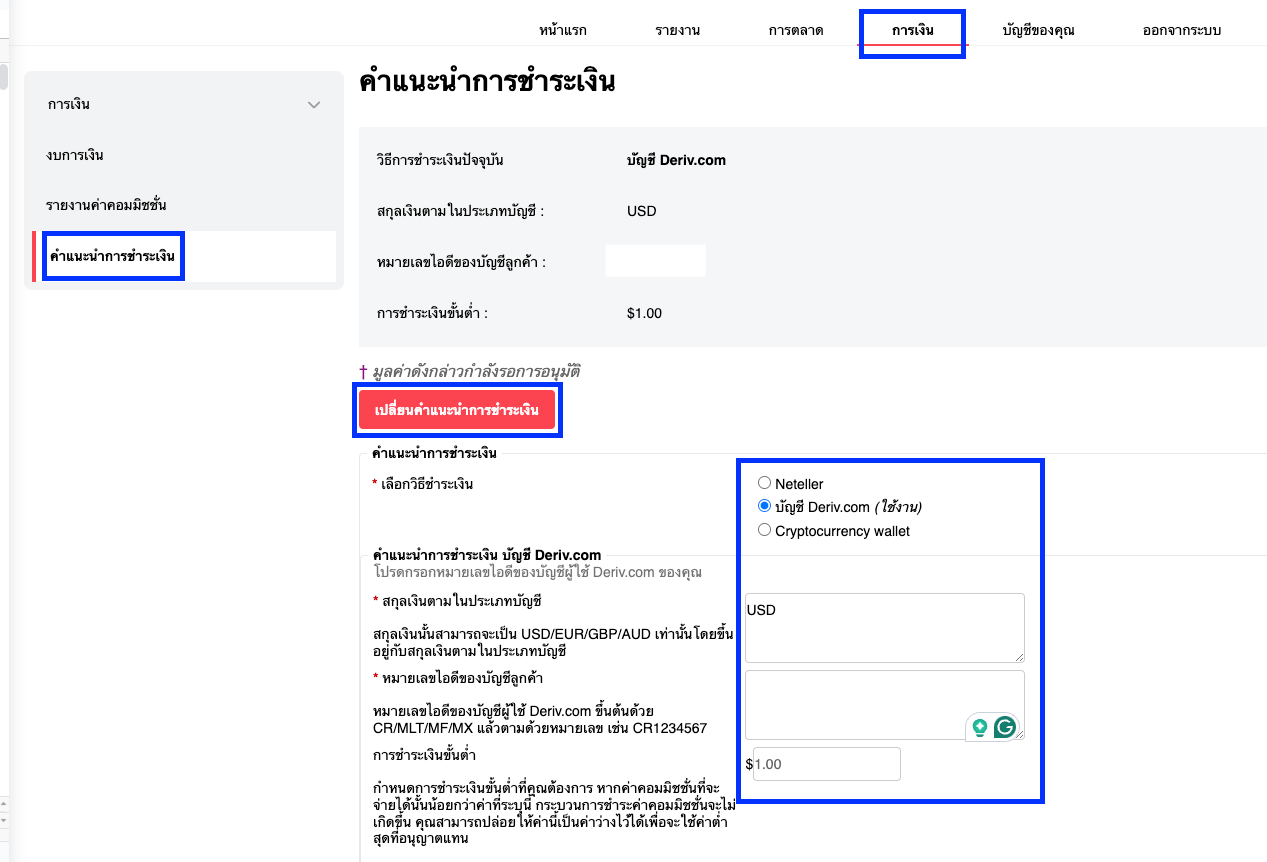 หน้าแรก รายงาน การตลาด การเงิน บัญชีของคุณ ออกจากระบบ
การเงิน
งบการเงิน
รายงานค่าคอมมิชชั่น
คำแนะนำการชำระเงิน
คำแนะนำการชำระเงิน
วิธีการชำระเงินปัจจุบัน บัญชี Deriv.com
สกุลเงินตามในประเภทบัญชี : USD
หมายเลขไอดีของบัญชีลูกค้า :
การชำระเงินขั้นต่ำ : $1.00
† มูลค่าดังกล่าวกำลังรอการอนุมัติ
เปลี่ยนคำแนะนำการชำระเงิน
คำแนะนำการชำระเงิน
* เลือกวิธีชำระเงิน
Neteller
บัญชี Deriv.com (ใช้งาน)
Cryptocurrency wallet
คำแนะนำการชำระเงิน บัญชี Deriv.com
โปรดกรอกหมายเลขไอดีของบัญชีผู้ใช้ Deriv.com ของคุณ
* สกุลเงินตามในประเภทบัญชี
USD
สกุลเงินนั้นสามารถจะเป็น USD/EUR/GBP/AUD เท่านั้นโดยขึ้น
อยู่กับสกุลเงินตามในประเภทบัญชี
* หมายเลขไอดีของบัญชีลูกค้า
หมายเลขไอดีของบัญชีผู้ใช้ Deriv.com ขึ้นต้นด้วย
CR/MLT/MF/MX แล้วตามด้วยหมายเลข เช่น CR1234567
การชำระเงินขั้นต่ำ
$1.00
กำหนดการชำระเงินขั้นต่ำที่คุณต้องการ หากค่าคอมมิชชั่นที่จะ
จ่ายได้นั้นน้อยกว่าค่าที่ระบุนี้ กระบวนการชำระค่าคอมมิชชั่นจะไม่
เกิดขึ้น คุณสามารถปล่อยให้ค่านี้เป็นค่าว่างไว้ได้เพื่อจะใช้ค่าต่ำ
สุดที่อนุญาตแทน